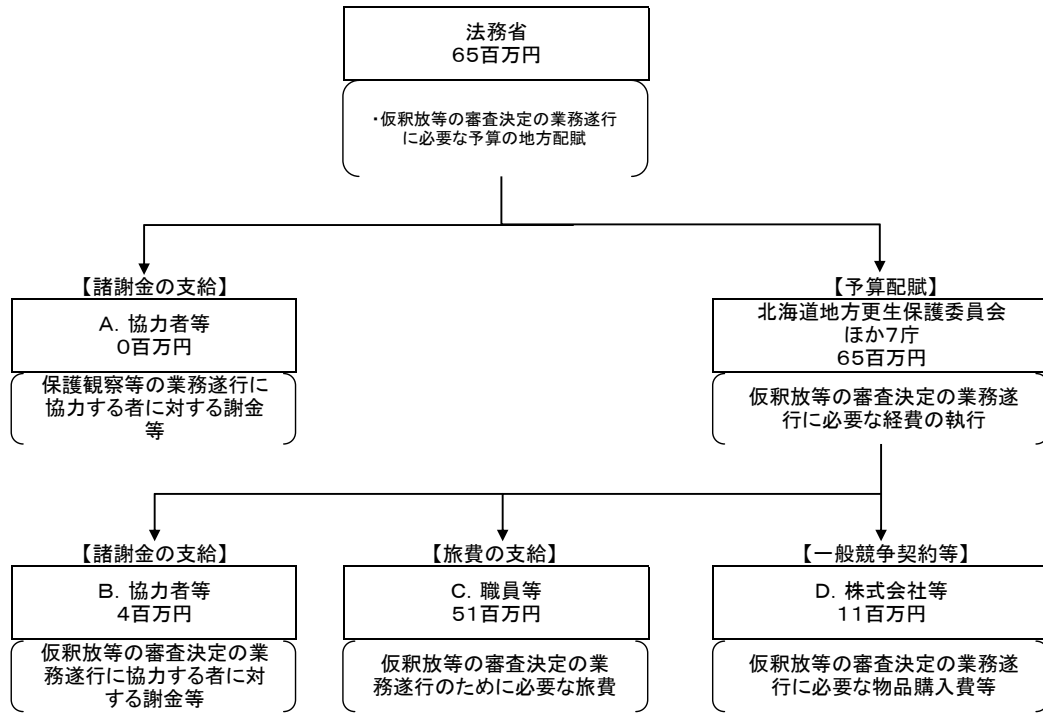 法務省
65百万円
・仮釈放等の審査決定の業務遂行
に必要な予算の地方配賦
【諸謝金の支給】
A．協力者等
0百万円
保護観察等の業務遂行に
協力する者に対する謝金
等
【予算配賦】
北海道地方更生保護委員会
ほか7庁
65百万円
仮釈放等の審査決定の業務遂
行に必要な経費の執行
【諸謝金の支給】
B．協力者等
4百万円
仮釈放等の審査決定の業
務遂行に協力する者に対
する謝金等
【旅費の支給】
C．職員等
51百万円
仮釈放等の審査決定の業
務遂行のために必要な旅費
【一般競争契約等】
D．株式会社等
11百万円
仮釈放等の審査決定の業務遂
行に必要な物品購入費等